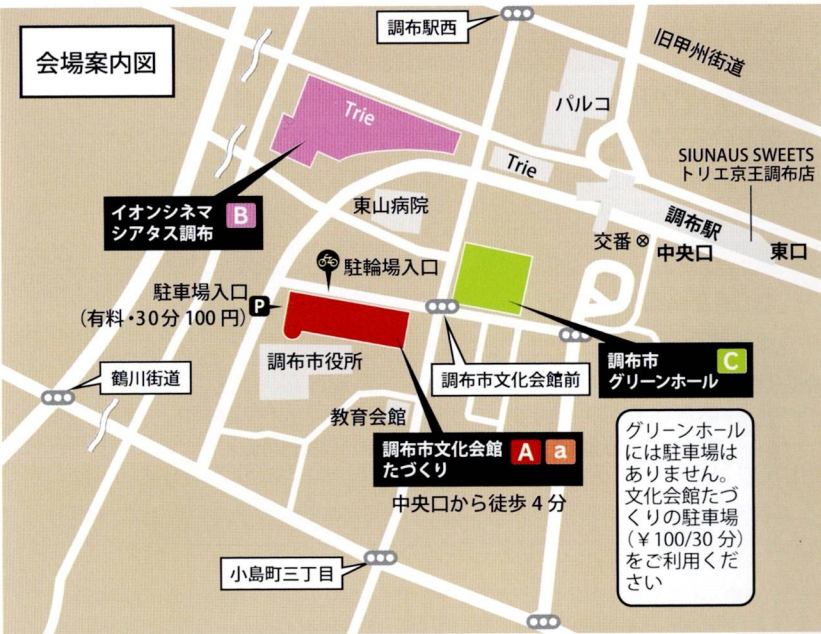 会場案内図
調布駅西
旧甲州街道
パルコ
Trie
Trie
SIUNAUS SWEETS
トリエ京王調布店
イオンシネマ
シアタス調布
B
東山病院
調布駅
交番
中央口
東口
駐輪場入口
駐車場入口
(有料・30分 100円)
P
調布市役所
鶴川街道
調布市文化会館前
調布市
グリーンホール
C
教育会館
調布市文化会館
たづくり
A a
中央口から徒歩 4 分
グリーンホール
には駐車場は
ありません。
文化会館たづ
くりの駐車場
(¥100/30 分)
をご利用くだ
さい
小島町三丁目